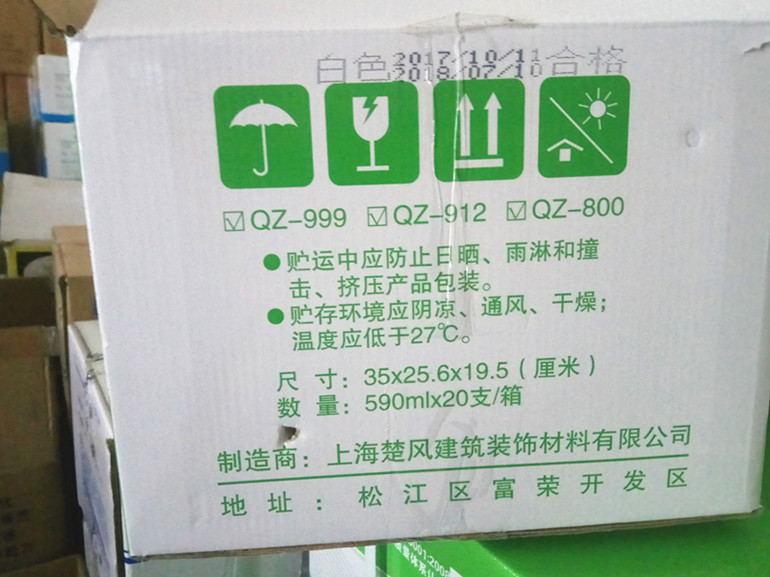 白色2017/10/11合格
2018/07/10
☑QZ-999 ☑QZ-912 ☑QZ-800
●贮运中应防止日晒、雨淋和撞
击、挤压产品包装。
●贮存环境应阴凉、通风、干燥;
温度应低于27℃。
尺 寸: 35x25.6x19.5(厘米)
数 量: 590mlx20支/箱
制造商: 上海楚风建筑装饰材料有限公司
地 址 : 松 江 区 富 荣 开 发 区
001:2008